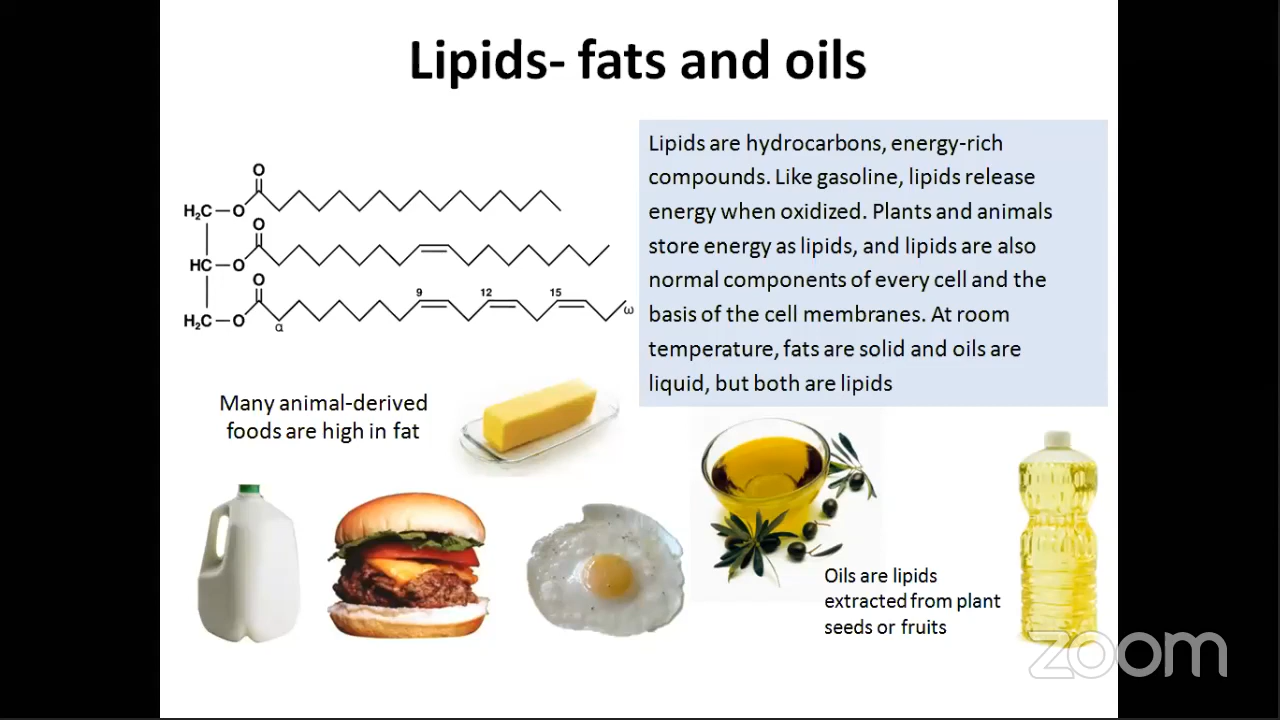 Lipids- fats and oils
Lipids are hydrocarbons, energy-rich
compounds. Like gasoline, lipids release
energy when oxidized. Plants and animals
store energy as lipids, and lipids are also
normal components of every cell and the
basis of the cell membranes. At room
temperature, fats are solid and oils are
liquid, but both are lipids
O
H₂C—O
O
HC—O
O
9 12 15
H₂C—O
α
ω
Many animal-derived
foods are high in fat
Oils are lipids
extracted from plant
seeds or fruits
zoom